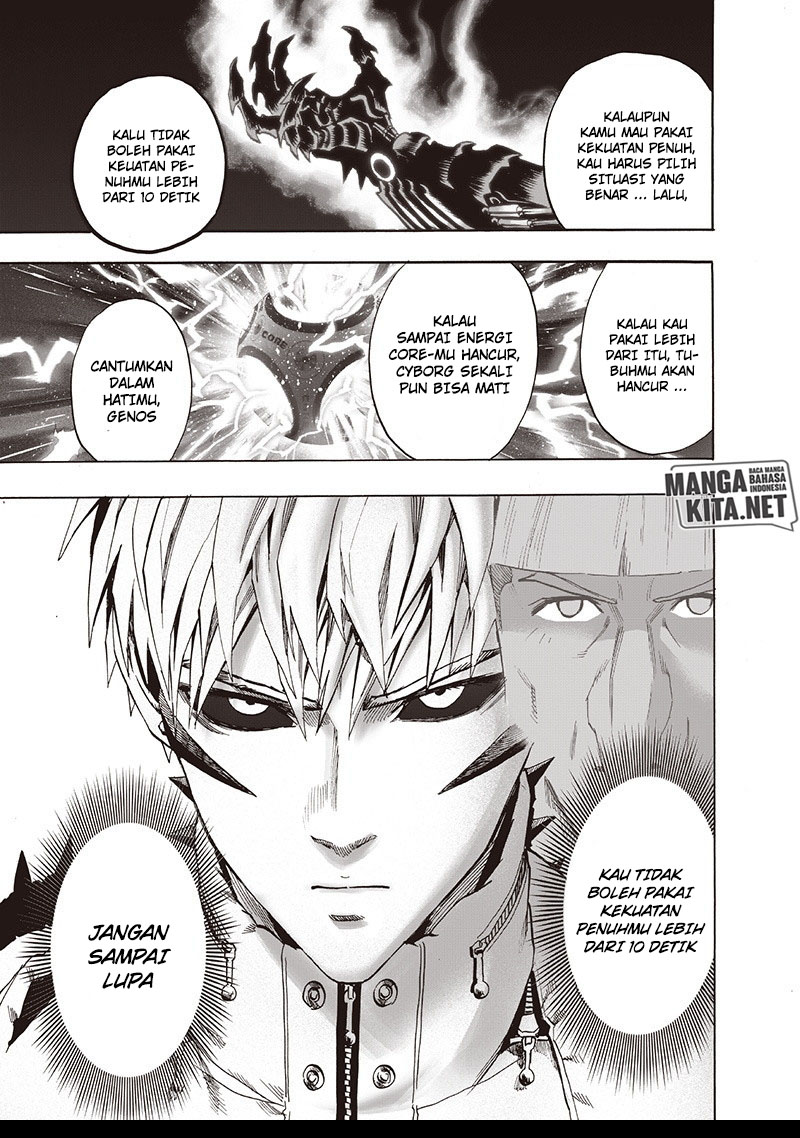 KALAUPUN
KAMU MAU PAKAI
KEKUATAN PENUH,
KAU HARUS PILIH
SITUASI YANG
BENAR ... LALU,
KALU TIDAK
BOLEH PAKAI
KEUATAN PE-
NUHMU LEBIH
DARI 10 DETIK
KALAU KAU
PAKAI LEBIH
DARI ITU, TU-
BUHMU AKAN
HANCUR ...
KALAU
SAMPAI ENERGI
CORE-MU HANCUR,
CYBORG SEKALI
PUN BISA MATI
CORE
CANTUMKAN
DALAM
HATIMU,
GENOS
MANGA
KITA.NET
BACA MANGA
BAHASA
INDONESIA
KAU TIDAK
BOLEH PAKAI
KEKUATAN
PENUHMU LEBIH
DARI 10 DETIK
JANGAN
SAMPAI
LUPA